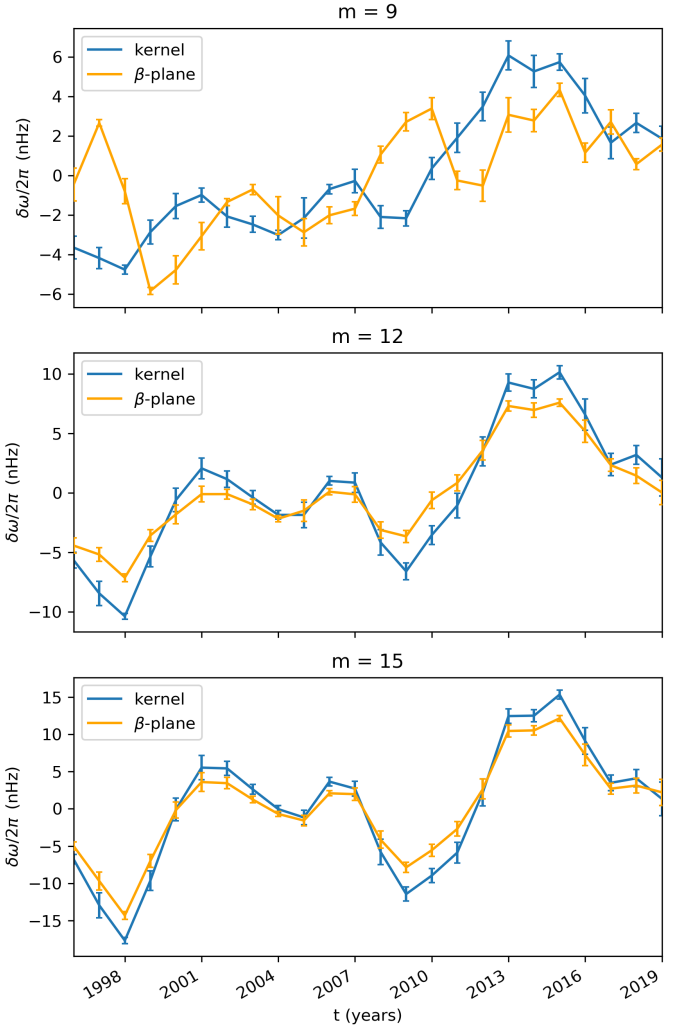 m = 9
kernel
β-plane
δω/2π (nHz)
6
4
2
0
−2
−4
−6
m = 12
kernel
β-plane
δω/2π (nHz)
10
5
0
−5
−10
m = 15
kernel
β-plane
δω/2π (nHz)
15
10
5
0
−5
−10
−15
1998 2001 2004 2007 2010 2013 2016 2019
t (years)